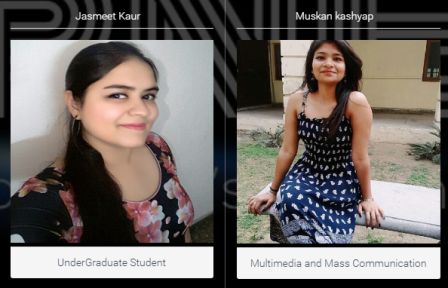 Jasmeet Kaur
Muskan kashyap
UnderGraduate Student
Multimedia and Mass Communication